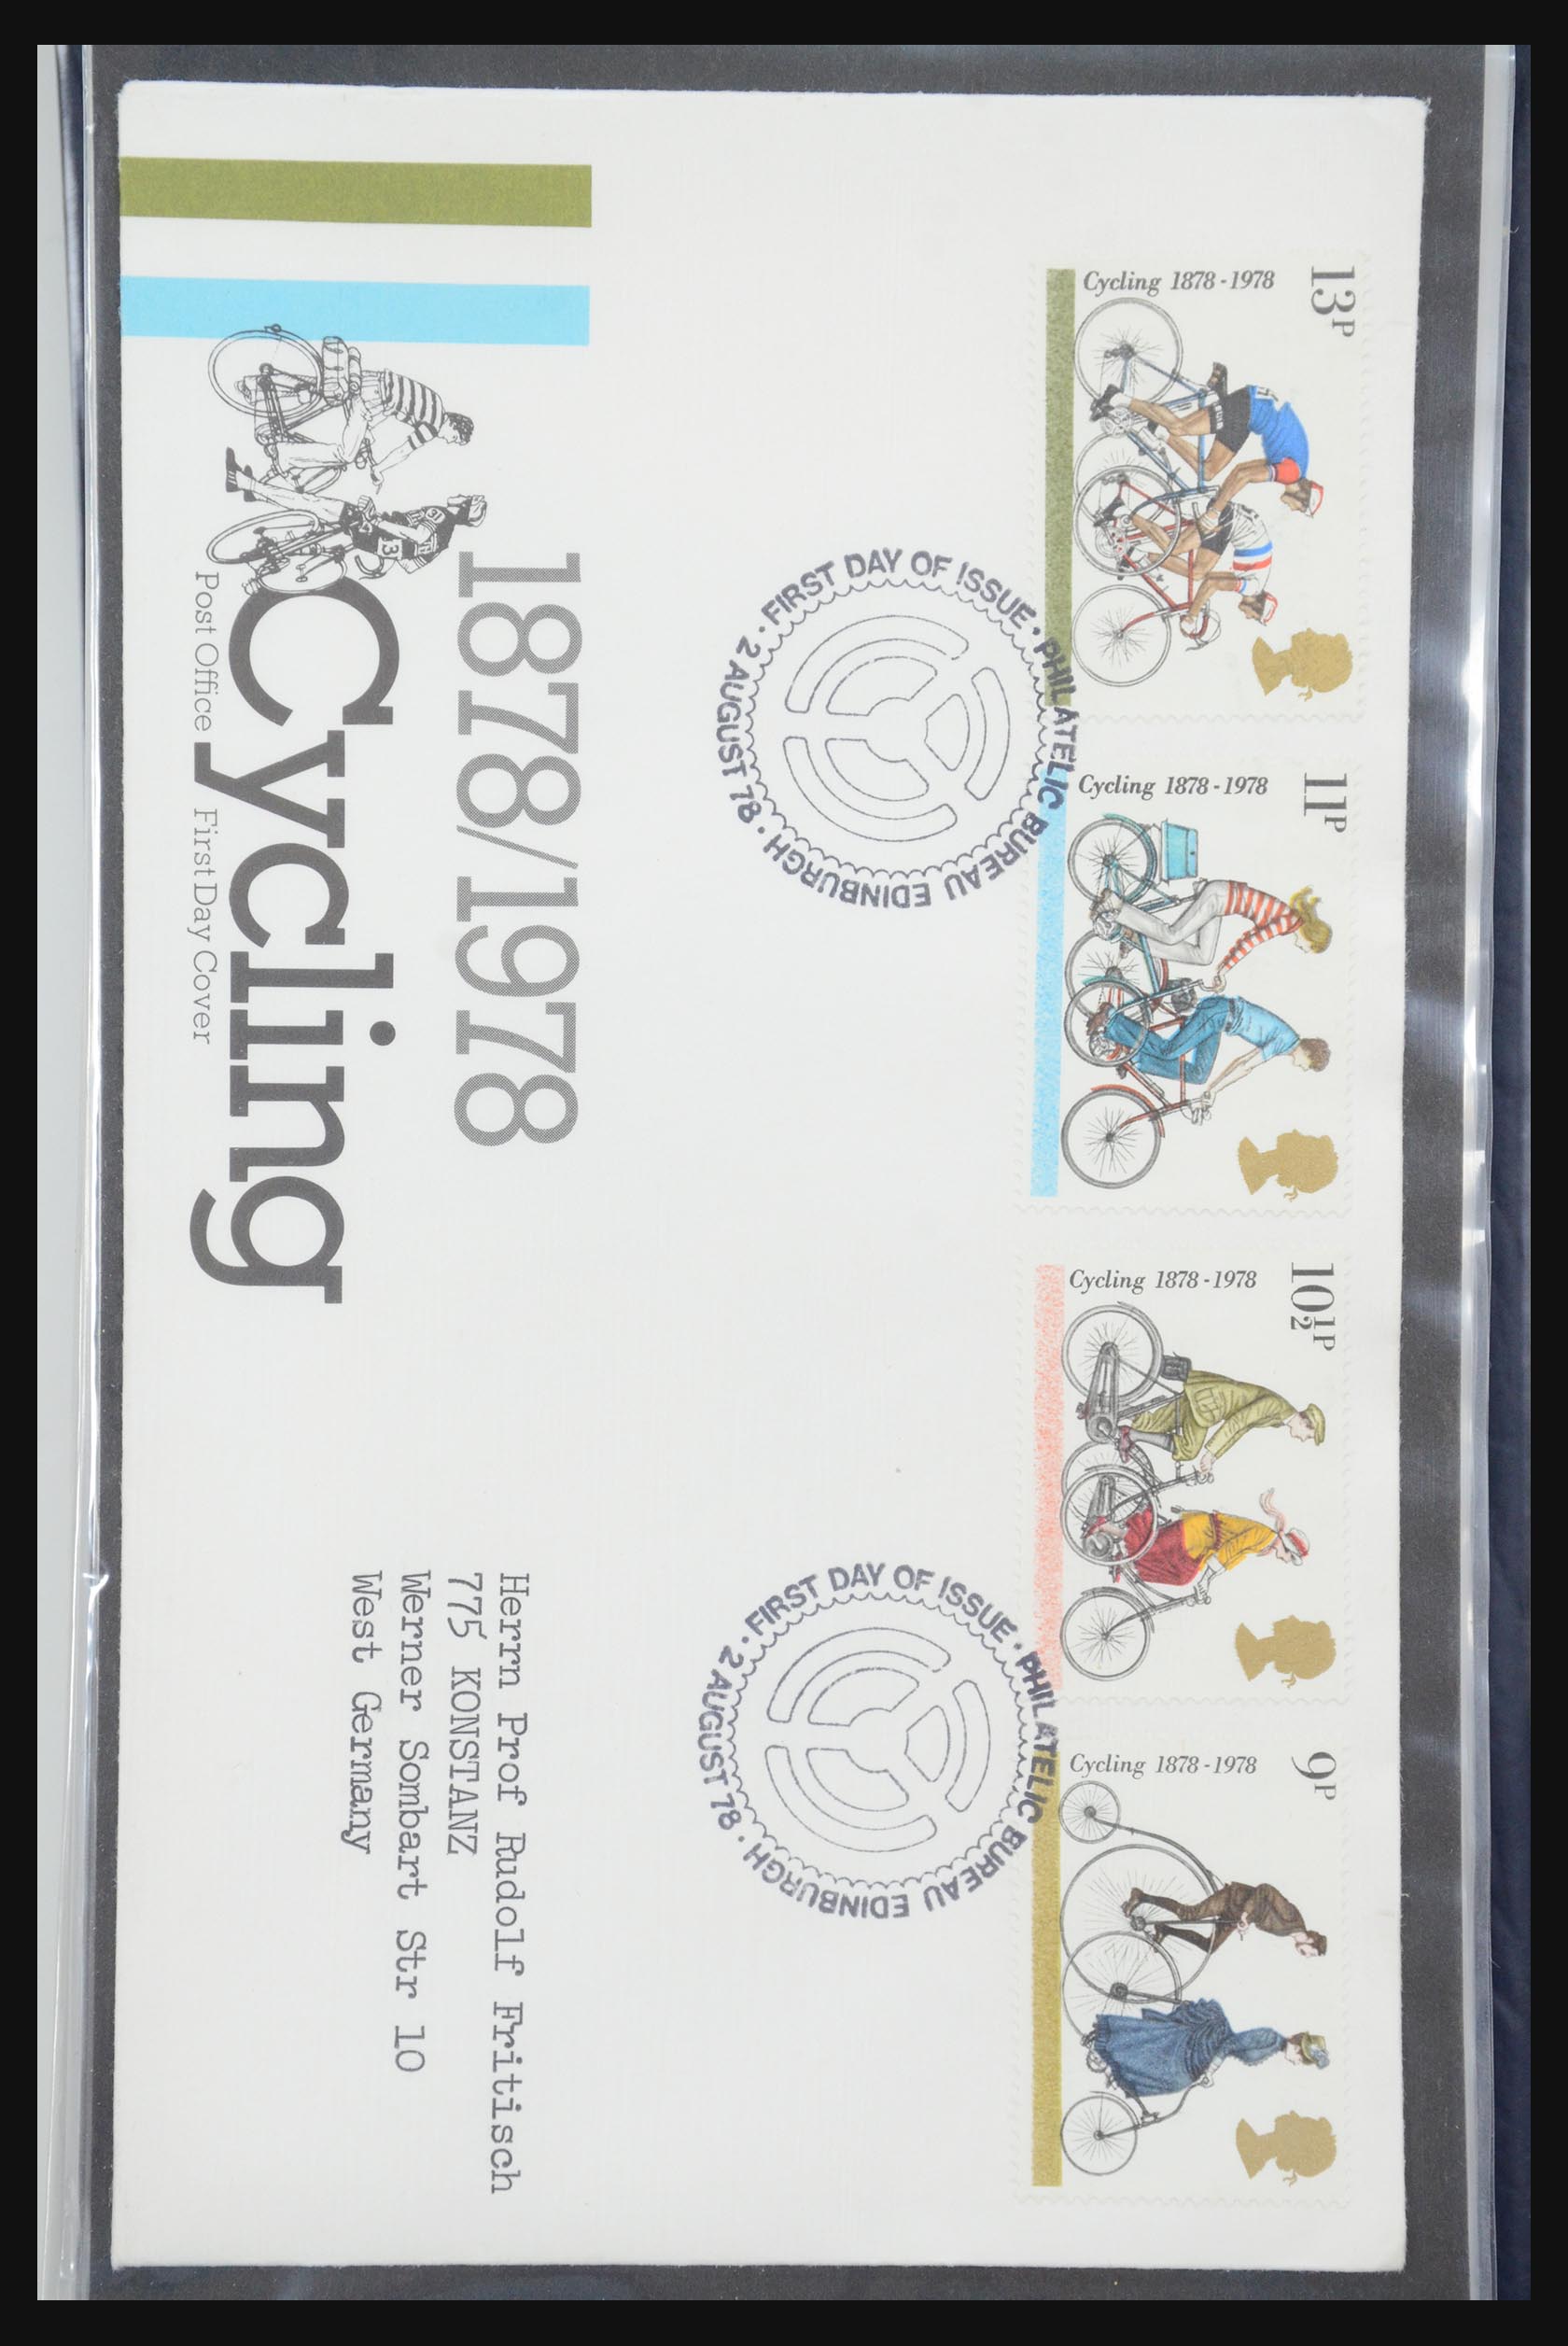 13P
Cycling 1878-1978
11P
Cycling 1878-1978
10½P
Cycling 1878-1978
9P
Cycling 1878-1978
FIRST DAY OF ISSUE · PHILATELIC BUREAU EDINBURGH · 2 AUGUST 78 ·
FIRST DAY OF ISSUE · PHILATELIC BUREAU EDINBURGH · 2 AUGUST 78 ·
1878/1978
Cycling
Post Office First Day Cover
13
Herrn Prof Rudolf Fritisch
775 KONSTANZ
Werner Sombart Str 10
West Germany